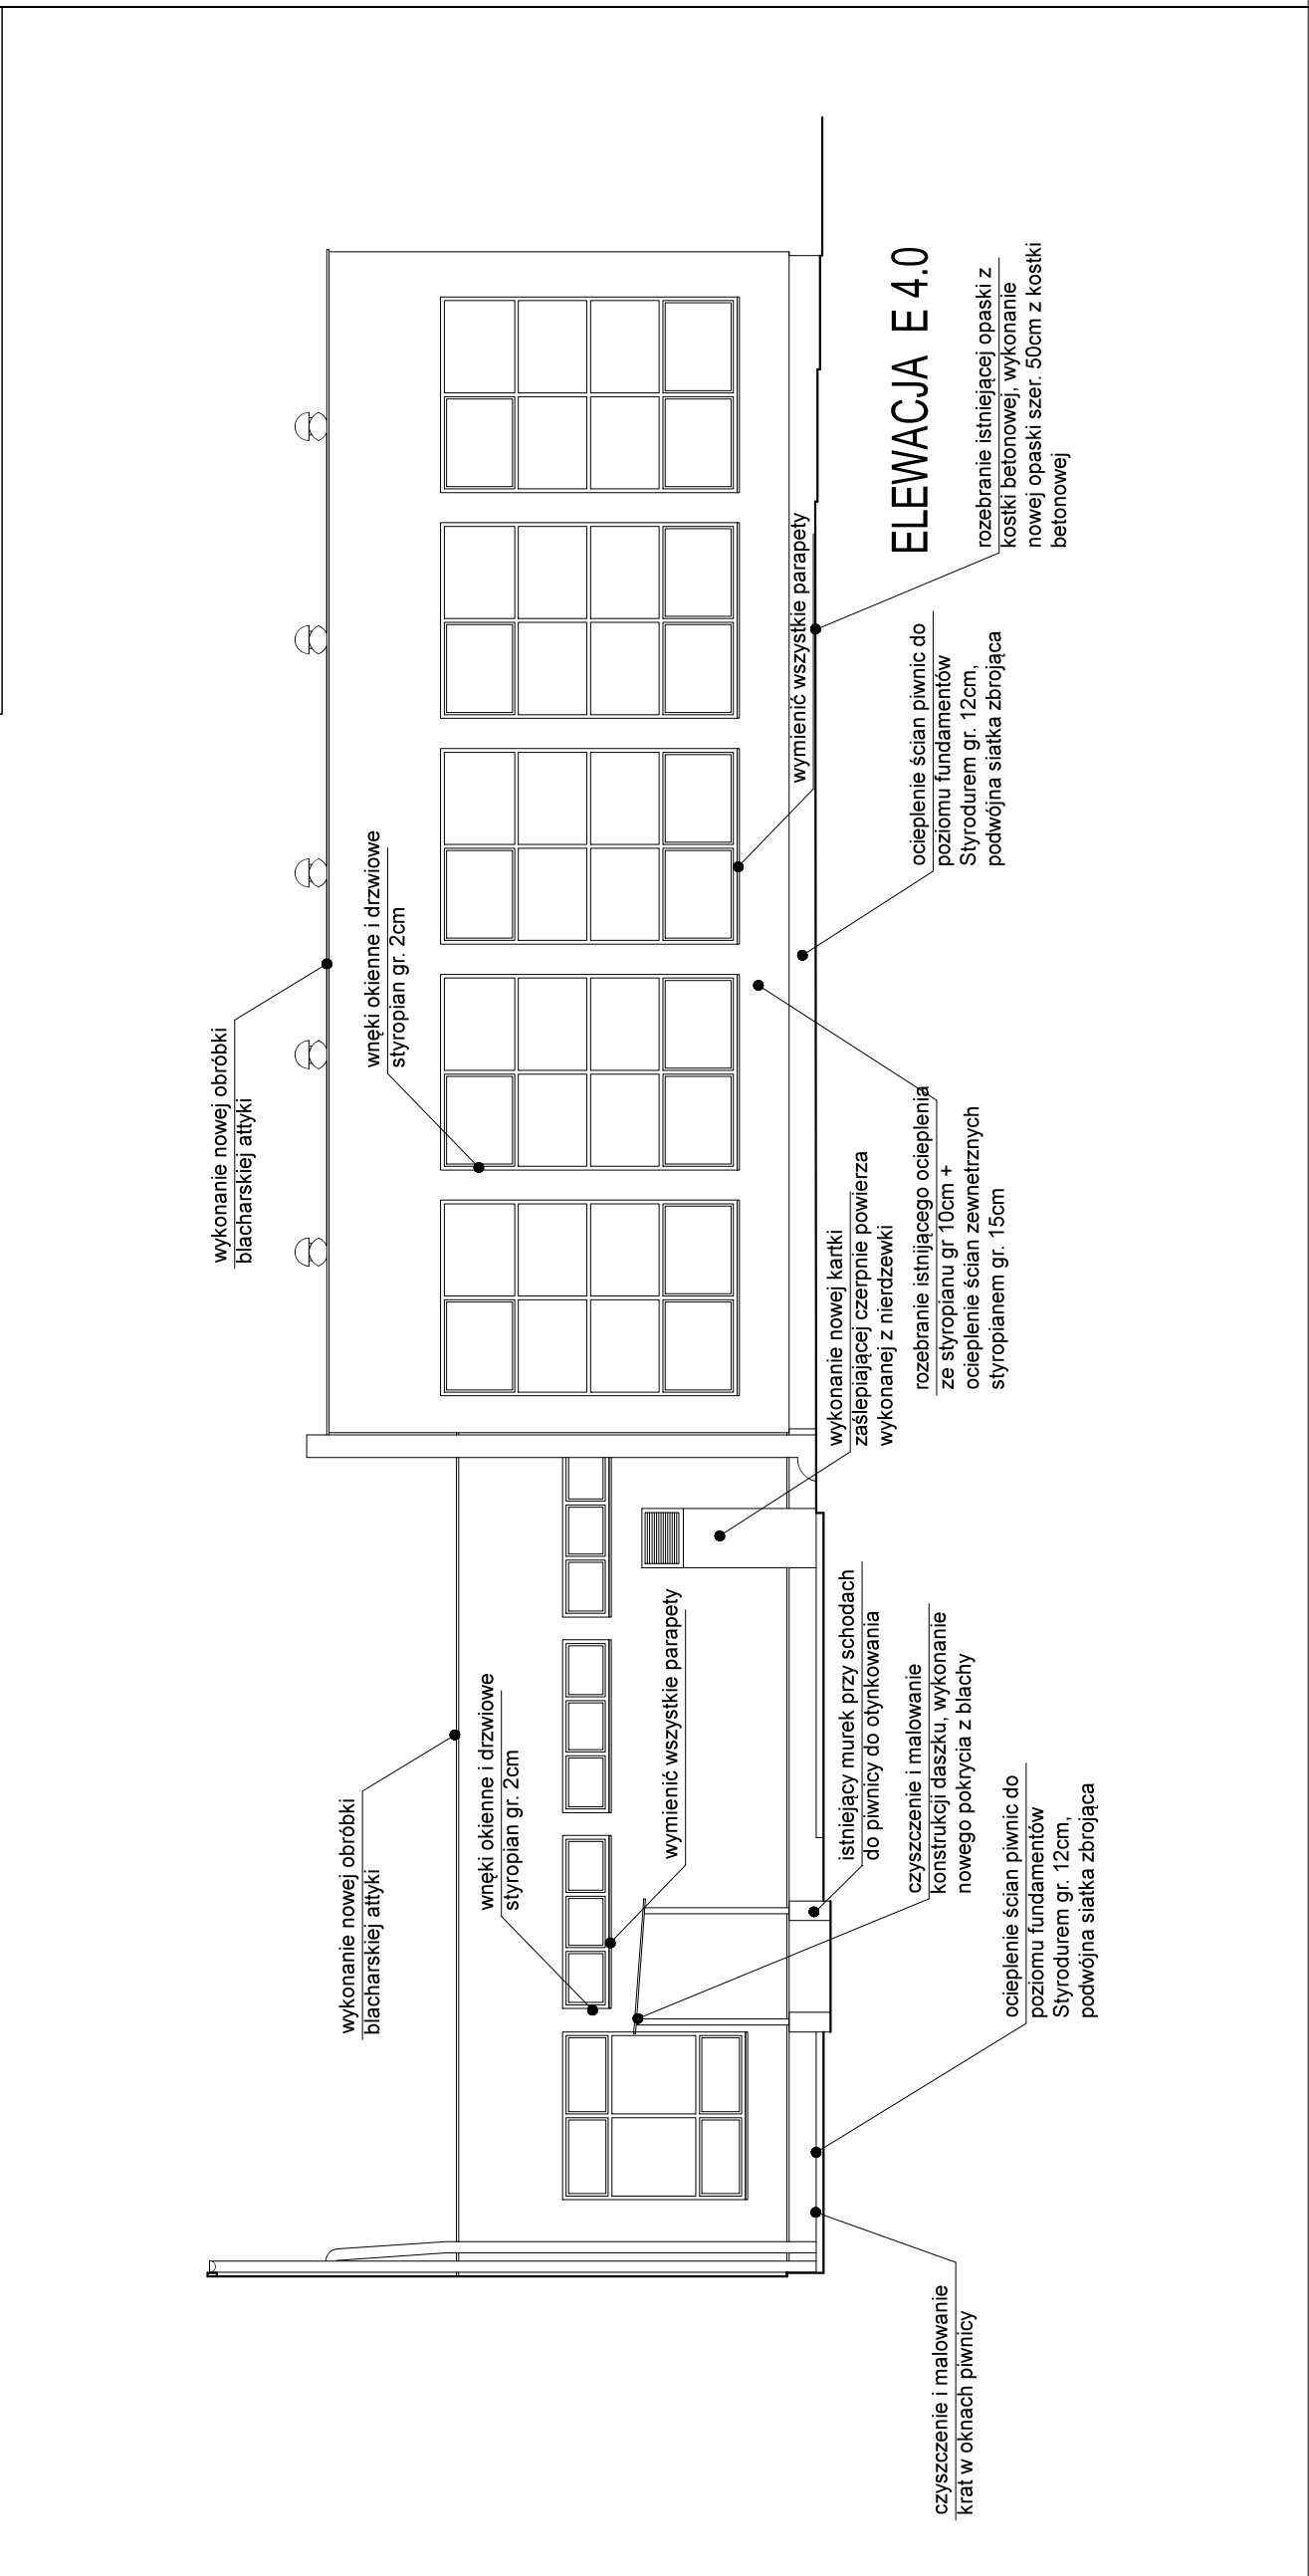 wykonanie nowej obróbki
blacharskiej attyki
wykonanie nowej obróbki
blacharskiej attyki
wnęki okienne i drzwiowe
styropian gr. 2cm
wnęki okienne i drzwiowe
styropian gr. 2cm
wymienić wszystkie parapety
wymienić wszystkie parapety
ELEWACJA E 4.0
czyszczenie i malowanie
krat w oknach piwnicy
ocieplenie ścian piwnic do
poziomu fundamentów
Styrodurem gr. 12cm,
podwójna siatka zbrojąca
istniejący murek przy schodach
do piwnicy do otynkowania
czyszczenie i malowanie
konstrukcji daszku, wykonanie
nowego pokrycia z blachy
wykonanie nowej kartki
zaślepiającej czerpnie powierza
wykonanej z nierdzewki
rozebranie istnijącego ocieplenia
ze styropianu gr 10cm +
ocieplenie ścian zewnetrznych
styropianem gr. 15cm
ocieplenie ścian piwnic do
poziomu fundamentów
Styrodurem gr. 12cm,
podwójna siatka zbrojąca
rozebranie istniejącej opaski z
kostki betonowej, wykonanie
nowej opaski szer. 50cm z kostki
betonowej